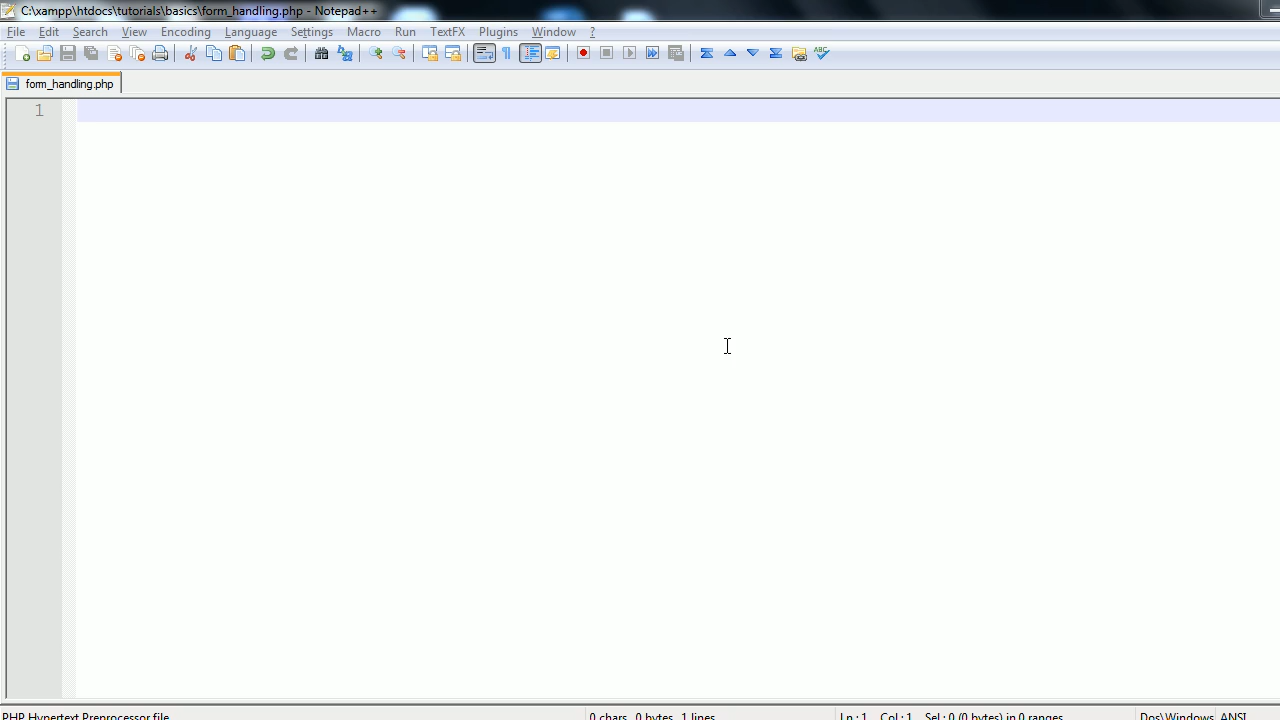 C:\xampp\htdocs\tutorials\basics\form_handling.php - Notepad++
File Edit Search View Encoding Language Settings Macro Run TextFX Plugins Window ?
form_handling.php
1
PHP Hypertext Preprocessor file 0 chars 0 bytes 1 lines Ln : 1 Col : 1 Sel : 0 (0 bytes) in 0 ranges Dos\Windows ANSI